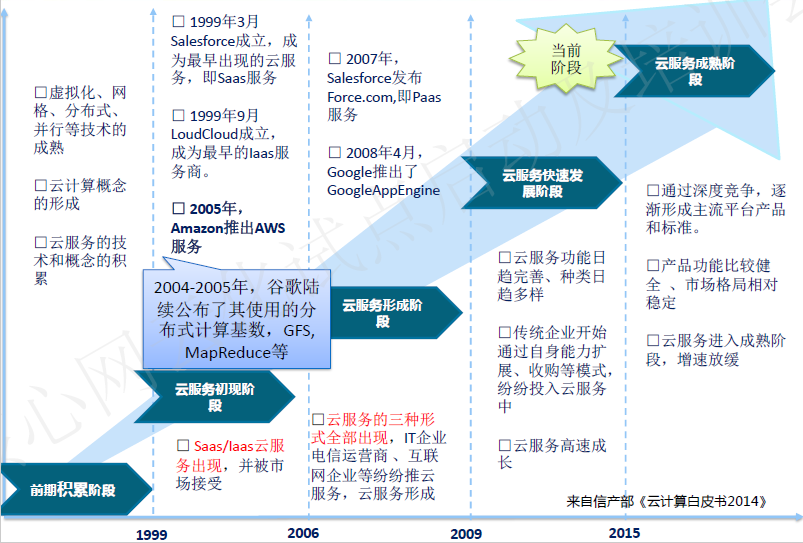 □虚拟化、网
格、分布式、
并行等技术的
成熟
□云计算概念
的形成
□云服务的技
术和概念的积
累
前期积累阶段
□ 1999年3月
Salesforce成立，成
为最早出现的云服
务，即Saas服务
□ 1999年9月
LoudCloud成立，
成为最早的Iaas服
务商。
□ 2005年，
Amazon推出AWS
服务
2004-2005年，谷歌陆
续公布了其使用的分
布式计算基数，GFS,
MapReduce等
云服务初现阶
段
□ Saas/Iaas云服
务出现，并被市
场接受
□ 2007年，
Salesforce发布
Force.com,即Paas
服务
□ 2008年4月，
Google推出了
GoogleAppEngine
云服务形成阶
段
□云服务的三种形
式全部出现，IT企业
电信运营商 、互联
网企业等纷纷推云
服务，云服务形成
云服务快速发
展阶段
□云服务功能日
趋完善、种类日
趋多样
□传统企业开始
通过自身能力扩
展、收购等模式，
纷纷投入云服务
中
□云服务高速成
长
当前
阶段
云服务成熟阶
段
□通过深度竞争，逐
渐形成主流平台产品
和标准。
□产品功能比较健
全 、市场格局相对
稳定
□云服务进入成熟阶
段，增速放缓
来自信产部《云计算白皮书2014》
1999
2006
2009
2015